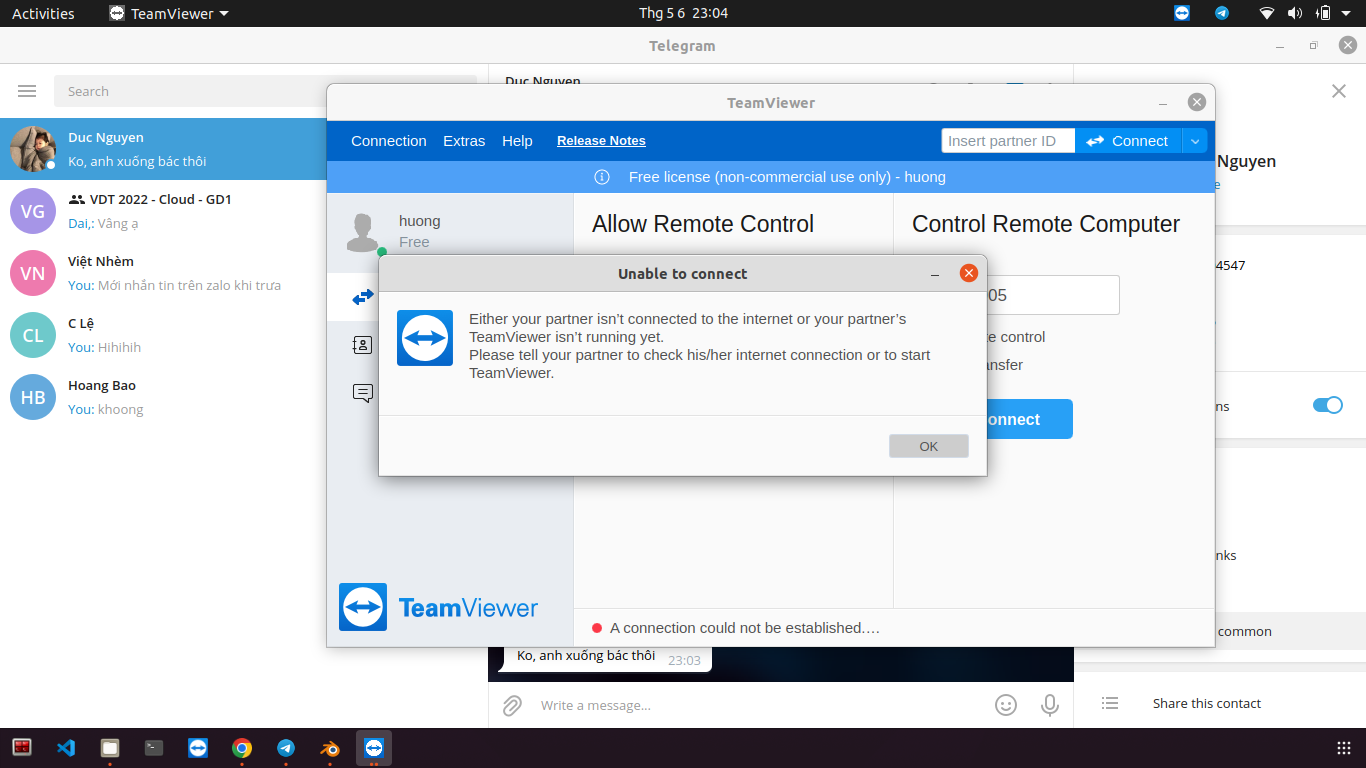 Activities
TeamViewer
Thg 5 6 23:04
Telegram
Search
Duc Nguyen
Ko, anh xuống bác thôi
VG
VDT 2022 - Cloud - GD1
Dai,: Vâng ạ
VN
Việt Nhèm
You: Mới nhắn tin trên zalo khi trưa
CL
C Lệ
You: Hihihih
HB
Hoang Bao
You: khoong
Duc Nguyen
TeamViewer
Connection Extras Help Release Notes
Insert partner ID
Connect
Free license (non-commercial use only) - huong
huong
Free
Allow Remote Control
Control Remote Computer
05
control
Unable to connect
Either your partner isn't connected to the internet or your partner's
TeamViewer isn't running yet.
Please tell your partner to check his/her internet connection or to start
TeamViewer.
OK
TeamViewer
A connection could not be established....
Ko, anh xuống bác thôi 23:03
Write a message...
Nguyen
4547
common
Share this contact